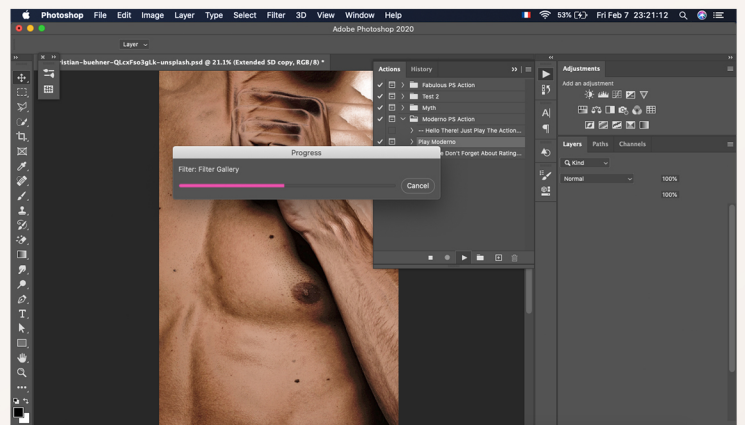 Photoshop File Edit Image Layer Type Select Filter 3D View Window Help 53% Fri Feb 7 23:21:12
Adobe Photoshop 2020
Layer
ristian-buehner-QLcxFso3gLk-unsplash.psd @ 21.1% (Extended SD copy, RGB/8) *
Actions History
Fabulous PS Action
Test 2
Myth
Moderno PS Action
-- Hello There! Just Play The Action...
Play Moderno
e Don't Forget About Rating...
Progress
Filter: Filter Gallery
Cancel
Adjustments
Add an adjustment
Layers Paths Channels
Kind
Normal 100%
100%